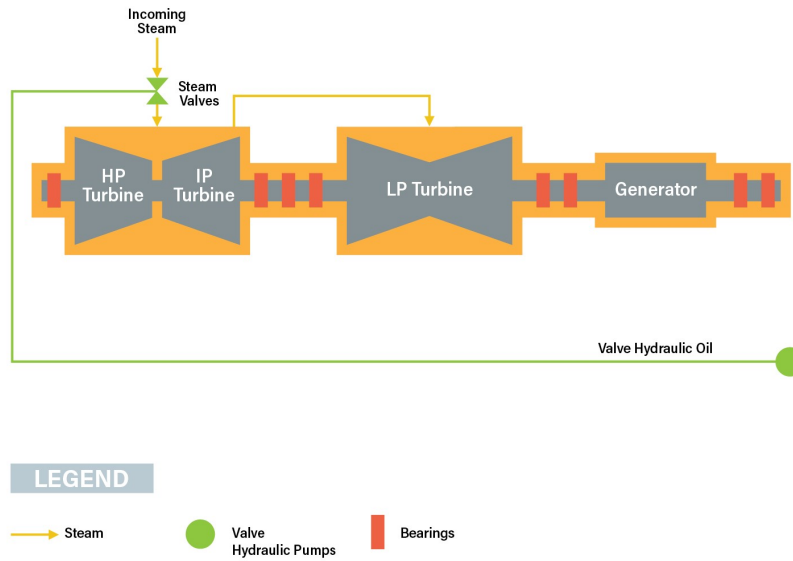 Incoming
Steam
Steam
Valves
HP
Turbine
IP
Turbine
LP Turbine
Generator
Valve Hydraulic Oil
LEGEND
Steam
Valve
Hydraulic Pumps
Bearings